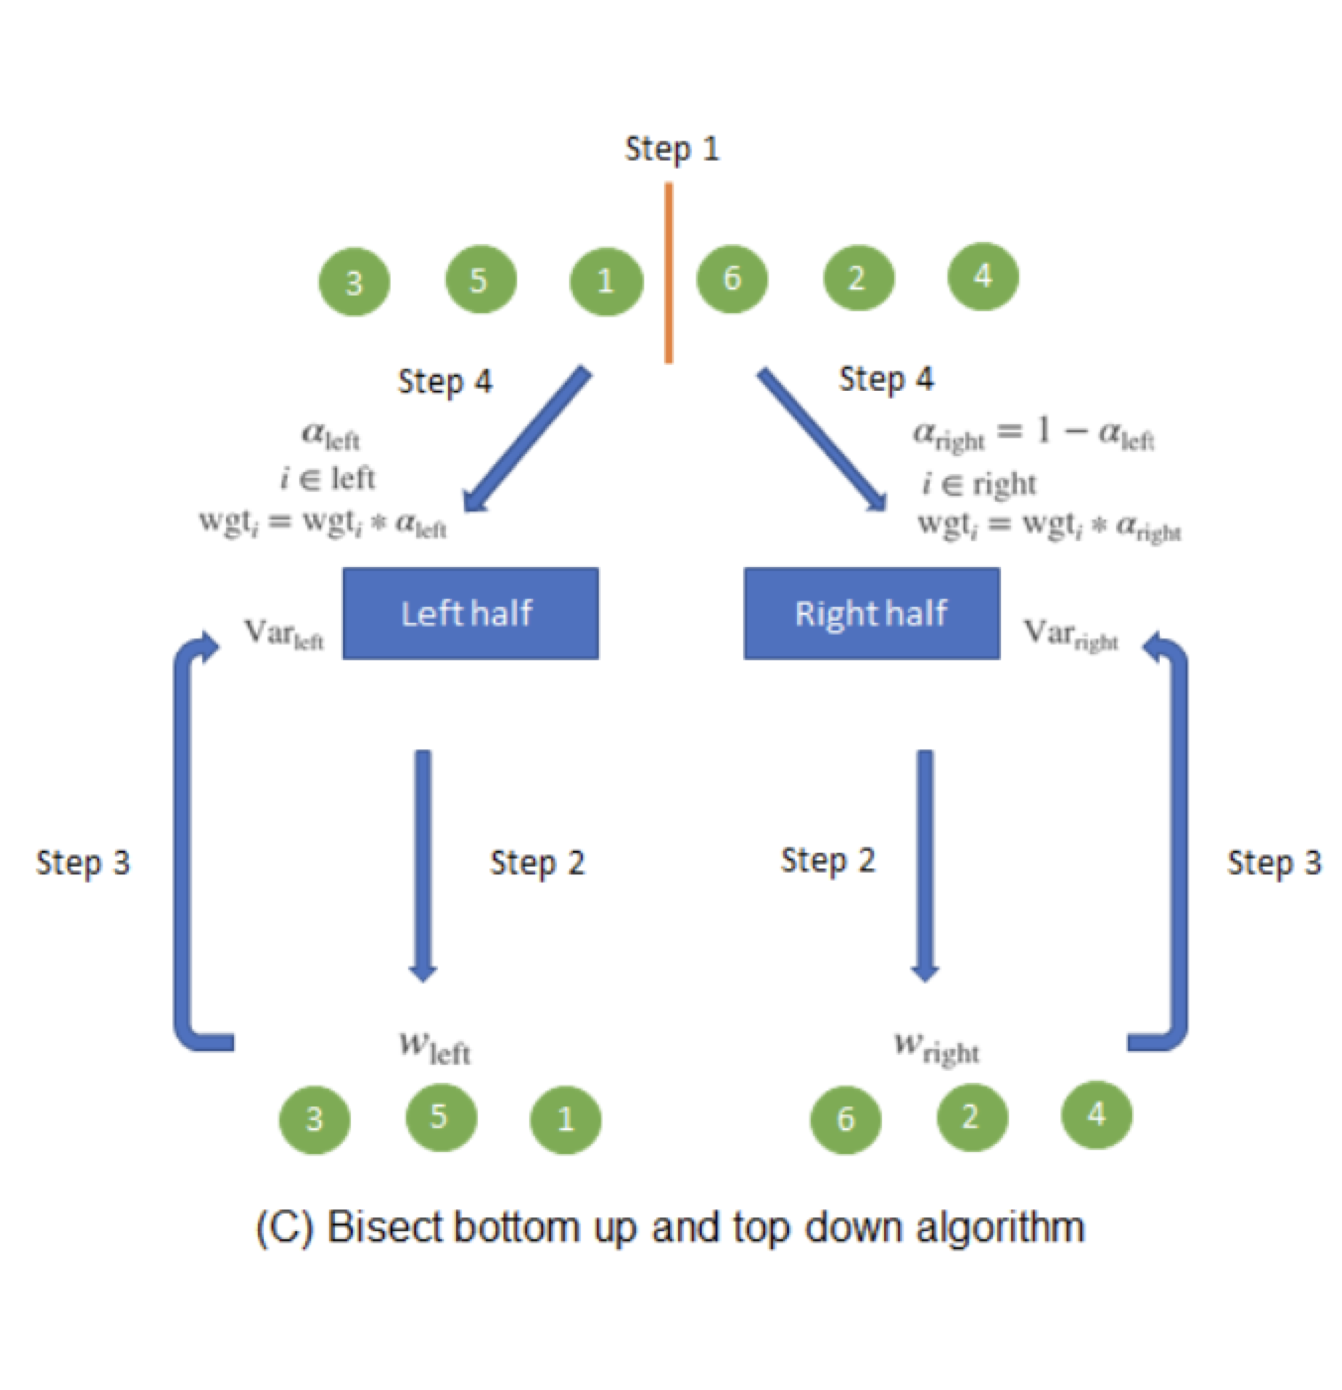 Step 1
3 5 1 6 2 4
Step 4 Step 4
α_left α_right = 1 − α_left
i ∈ left i ∈ right
wgt_i = wgt_i * α_left wgt_i = wgt_i * α_right
Var_left Left half Right half Var_right
Step 3 Step 2 Step 2 Step 3
w_left w_right
3 5 1 6 2 4
(C) Bisect bottom up and top down algorithm